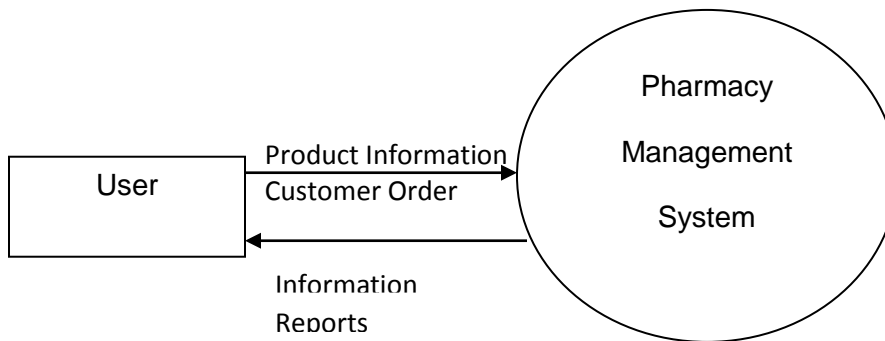 User
Product Information
Customer Order
Information
Reports
Pharmacy
Management
System